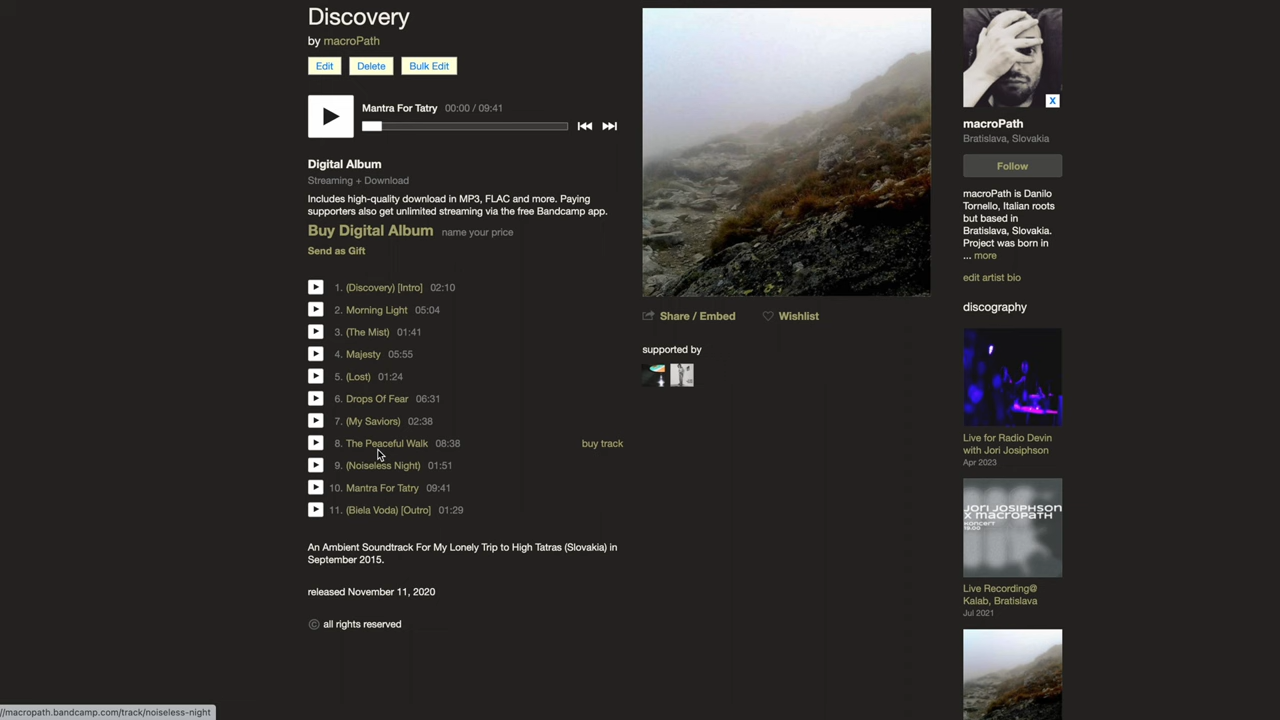 Discovery
by macroPath
Edit Delete Bulk Edit
Mantra For Tatry 00:00 / 09:41
Digital Album
Streaming + Download
Includes high-quality download in MP3, FLAC and more. Paying
supporters also get unlimited streaming via the free Bandcamp app.
Buy Digital Album name your price
Send as Gift
1. (Discovery) [Intro] 02:10
2. Morning Light 05:04
3. (The Mist) 01:41
4. Majesty 05:55
5. (Lost) 01:24
6. Drops Of Fear 06:31
7. (My Saviors) 02:38
8. The Peaceful Walk 08:38 buy track
9. (Noiseless Night) 01:51
10. Mantra For Tatry 09:41
11. (Biela Voda) [Outro] 01:29
An Ambient Soundtrack For My Lonely Trip to High Tatras (Slovakia) in
September 2015.
released November 11, 2020
© all rights reserved
Share / Embed Wishlist
supported by
X
macroPath
Bratislava, Slovakia
Follow
macroPath is Danilo
Tornello, Italian roots
but based in
Bratislava, Slovakia.
Project was born in
... more
edit artist bio
discography
Live for Radio Devin
with Jori Josiphson
Apr 2023
JORI JOSIPHSON
X MACROPATH
KONCERT
19.00
Live Recording@
Kalab, Bratislava
Jul 2021
//macropath.bandcamp.com/track/noiseless-night